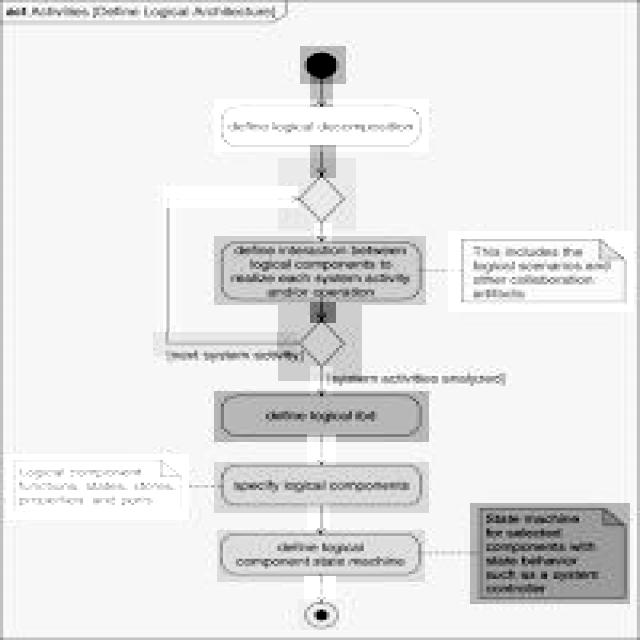 act Activities [Define Logical Architecture]
define logical decomposition
define interaction between
logical components to
realize each system activity
and/or operation
This includes the
logical scenarios and
other collaboration
artifacts
[next system activity]
[system activities analyzed]
define logical ibd
Logical component
functions, states, stores,
properties and ports
specify logical components
State machine
for selected
components with
state behavior
such as a system
controller
define logical
component state machine